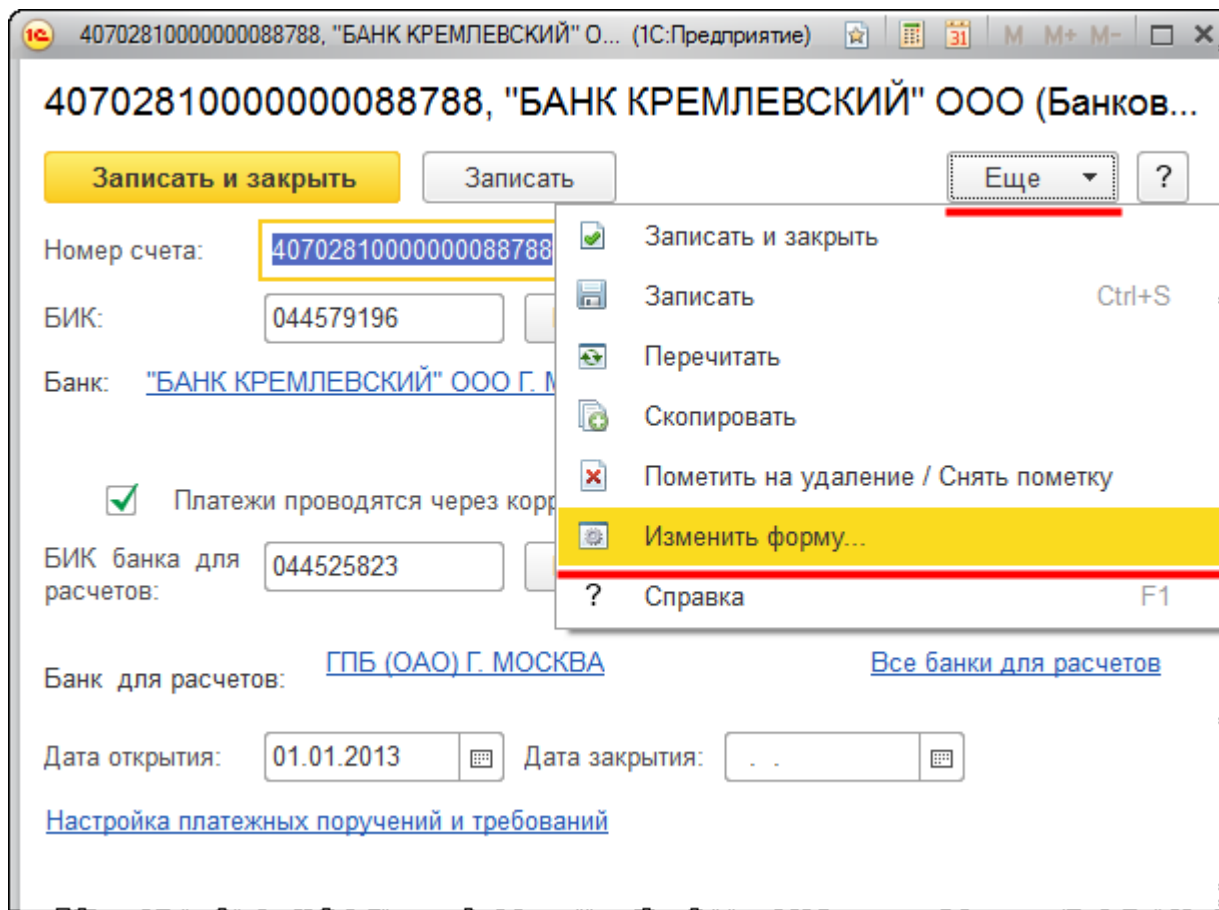 1С 40702810000000088788, "БАНК КРЕМЛЕВСКИЙ" О... (1С:Предприятие) 31 M M+ M-
40702810000000088788, "БАНК КРЕМЛЕВСКИЙ" ООО (Банков...
Записать и закрыть Записать Еще ?
Номер счета: 40702810000000088788
БИК: 044579196
Банк: "БАНК КРЕМЛЕВСКИЙ" ООО Г.
Платежи проводятся через корр
БИК банка для расчетов: 044525823
Записать и закрыть
Записать Ctrl+S
Перечитать
Скопировать
Пометить на удаление / Снять пометку
Изменить форму...
? Справка F1
Банк для расчетов: ГПБ (ОАО) Г. МОСКВА Все банки для расчетов
Дата открытия: 01.01.2013 Дата закрытия: . .
Настройка платежных поручений и требований